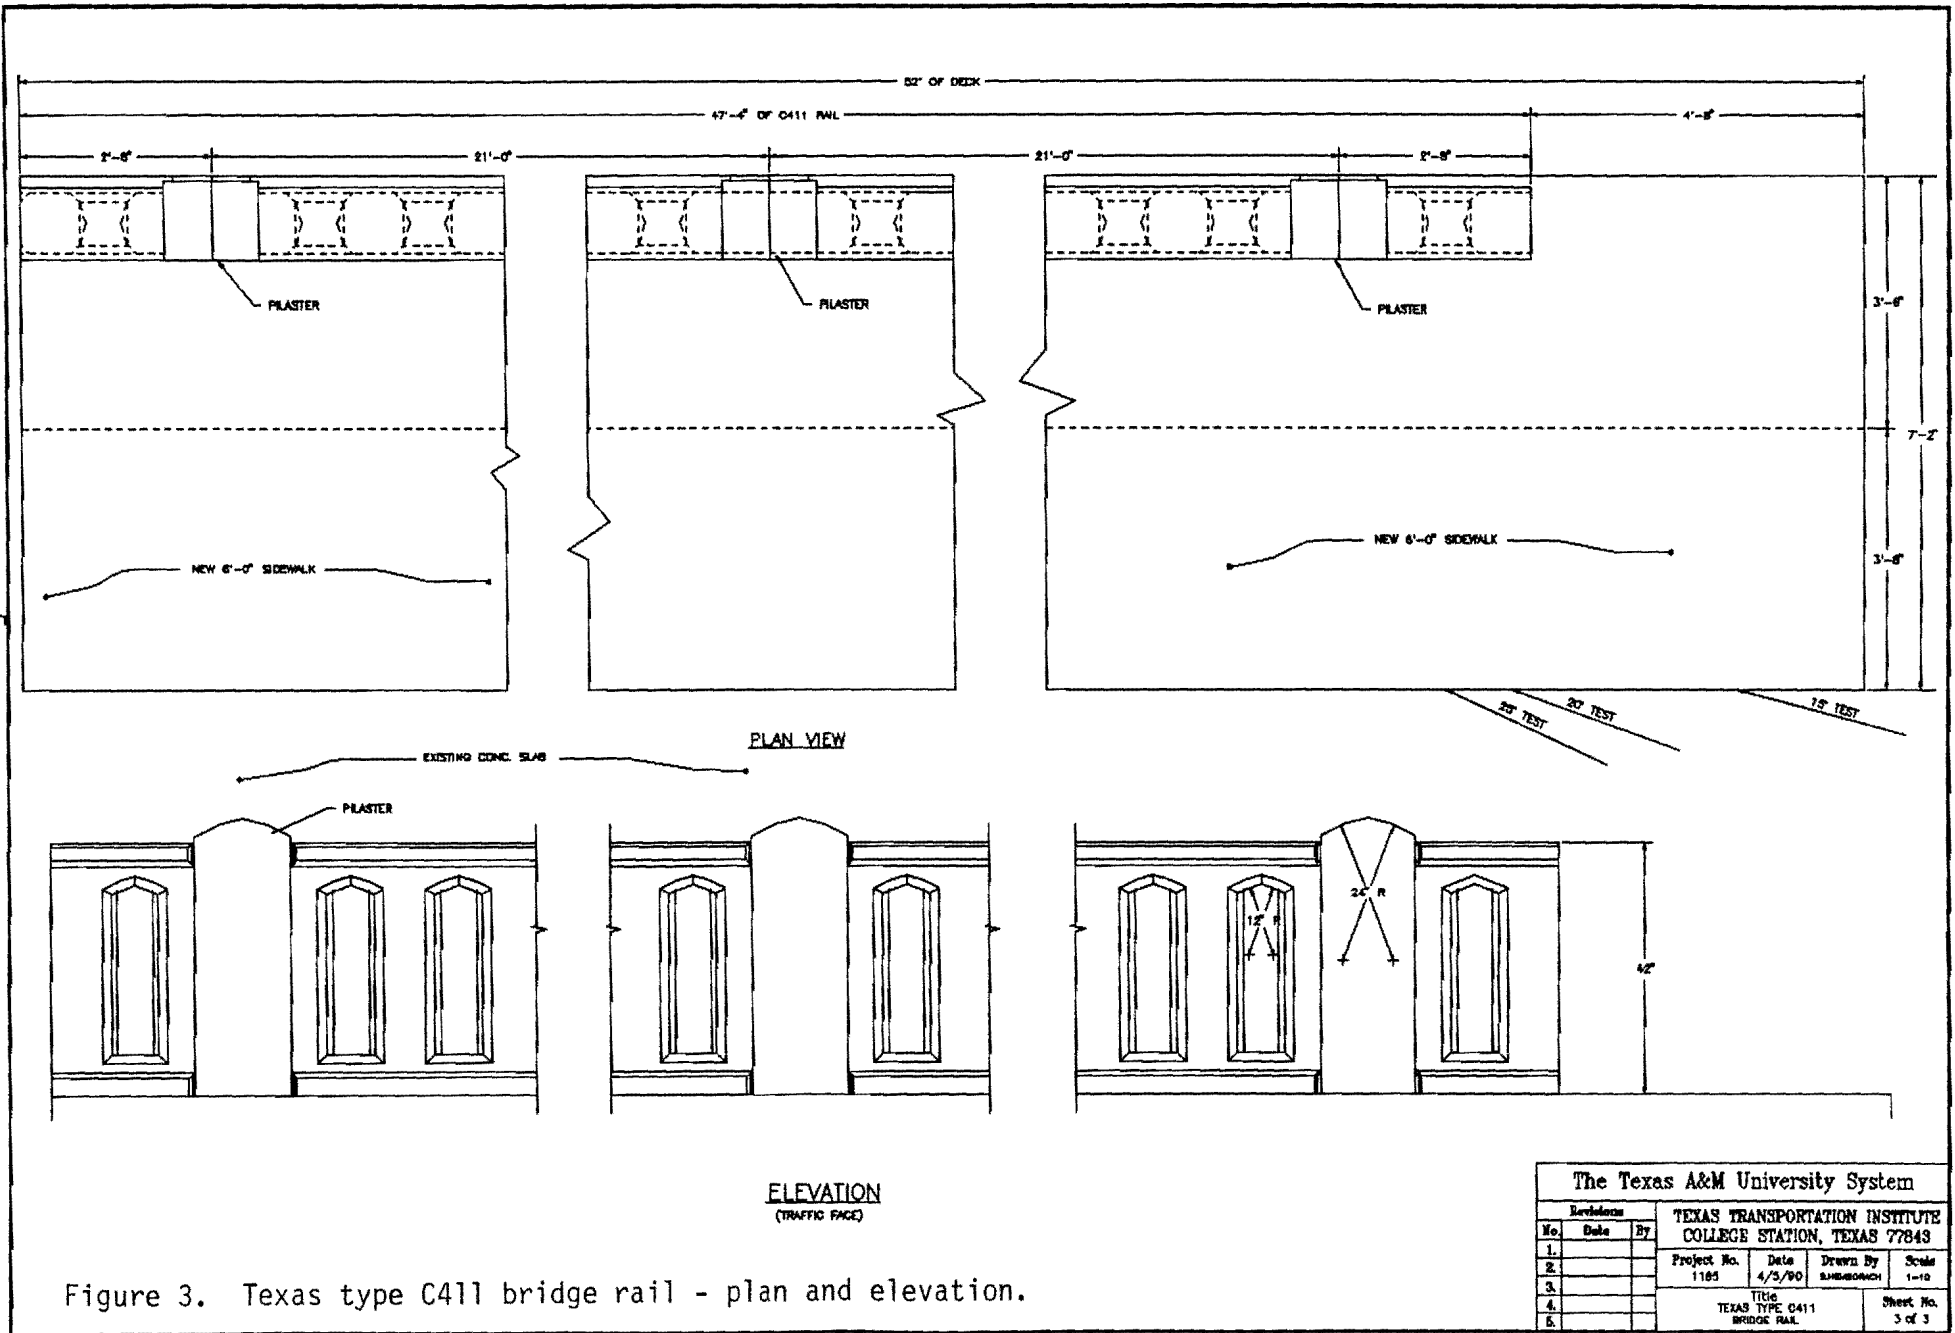 52' OF DECK
47'-4" OF C411 RAIL
4'-8"
2'-8"
21'-0"
21'-0"
2'-8"
PILASTER
PILASTER
PILASTER
3'-6"
7'-2"
NEW 6'-0" SIDEWALK
NEW 6'-0" SIDEWALK
3'-8"
25° TEST
20° TEST
15° TEST
PLAN VIEW
EXISTING CONC. SLAB
PILASTER
24" R
12" R
42"
ELEVATION
(TRAFFIC FACE)
The Texas A&M University System
Revisions
No. Date By
1.
2.
3.
4.
5.
TEXAS TRANSPORTATION INSTITUTE
COLLEGE STATION, TEXAS 77843
Project No. Date Drawn By Scale
1185 4/5/90 1-10
Title
TEXAS TYPE C411
BRIDGE RAIL
Sheet No.
3 of 3
Figure 3. Texas type C411 bridge rail - plan and elevation.